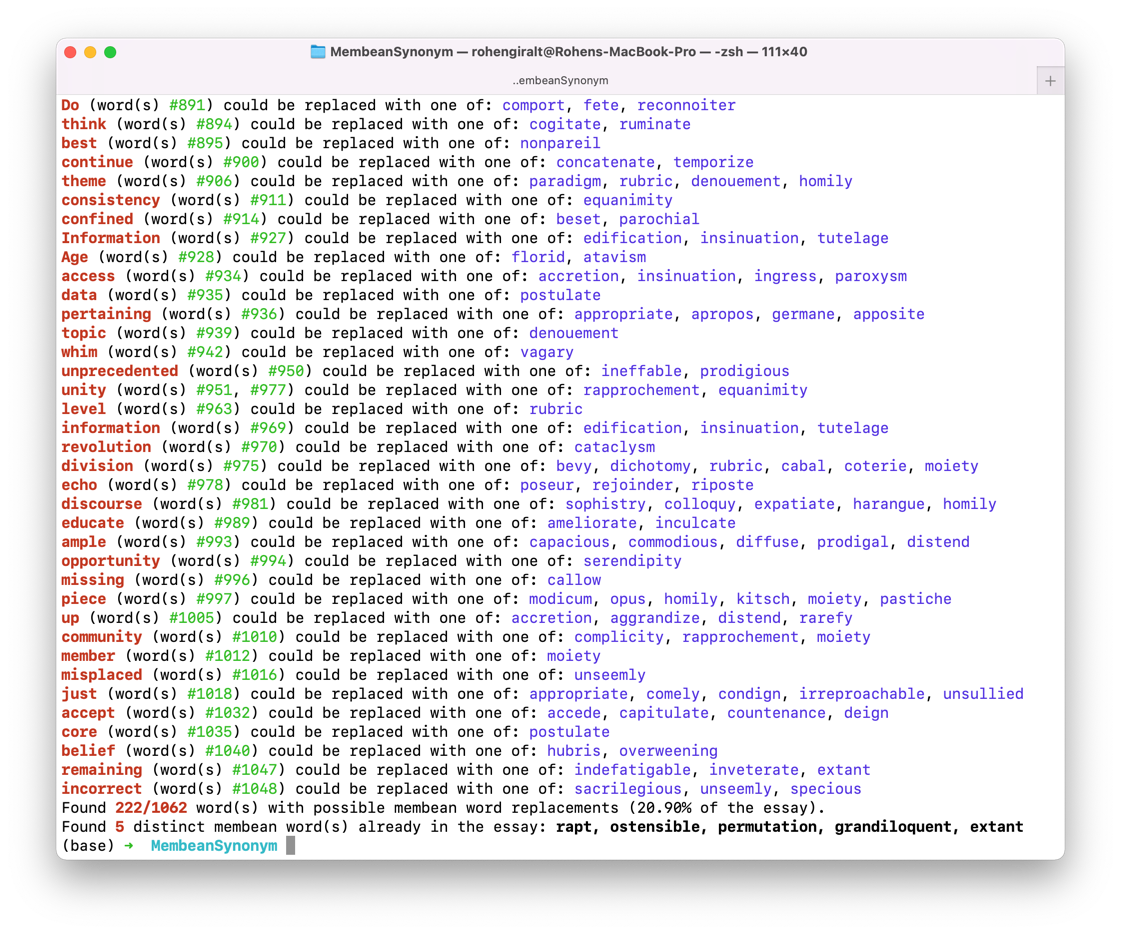 MembeanSynonym — rohengiralt@Rohens-MacBook-Pro — -zsh — 111×40
..embeanSynonym
+
Do (word(s) #891) could be replaced with one of: comport, fete, reconnoiter
think (word(s) #894) could be replaced with one of: cogitate, ruminate
best (word(s) #895) could be replaced with one of: nonpareil
continue (word(s) #900) could be replaced with one of: concatenate, temporize
theme (word(s) #906) could be replaced with one of: paradigm, rubric, denouement, homily
consistency (word(s) #911) could be replaced with one of: equanimity
confined (word(s) #914) could be replaced with one of: beset, parochial
Information (word(s) #927) could be replaced with one of: edification, insinuation, tutelage
Age (word(s) #928) could be replaced with one of: florid, atavism
access (word(s) #934) could be replaced with one of: accretion, insinuation, ingress, paroxysm
data (word(s) #935) could be replaced with one of: postulate
pertaining (word(s) #936) could be replaced with one of: appropriate, apropos, germane, apposite
topic (word(s) #939) could be replaced with one of: denouement
whim (word(s) #942) could be replaced with one of: vagary
unprecedented (word(s) #950) could be replaced with one of: ineffable, prodigious
unity (word(s) #951, #977) could be replaced with one of: rapprochement, equanimity
level (word(s) #963) could be replaced with one of: rubric
information (word(s) #969) could be replaced with one of: edification, insinuation, tutelage
revolution (word(s) #970) could be replaced with one of: cataclysm
division (word(s) #975) could be replaced with one of: bevy, dichotomy, rubric, cabal, coterie, moiety
echo (word(s) #978) could be replaced with one of: poseur, rejoinder, riposte
discourse (word(s) #981) could be replaced with one of: sophistry, colloquy, expatiate, harangue, homily
educate (word(s) #989) could be replaced with one of: ameliorate, inculcate
ample (word(s) #993) could be replaced with one of: capacious, commodious, diffuse, prodigal, distend
opportunity (word(s) #994) could be replaced with one of: serendipity
missing (word(s) #996) could be replaced with one of: callow
piece (word(s) #997) could be replaced with one of: modicum, opus, homily, kitsch, moiety, pastiche
up (word(s) #1005) could be replaced with one of: accretion, aggrandize, distend, rarefy
community (word(s) #1010) could be replaced with one of: complicity, rapprochement, moiety
member (word(s) #1012) could be replaced with one of: moiety
misplaced (word(s) #1016) could be replaced with one of: unseemly
just (word(s) #1018) could be replaced with one of: appropriate, comely, condign, irreproachable, unsullied
accept (word(s) #1032) could be replaced with one of: accede, capitulate, countenance, deign
core (word(s) #1035) could be replaced with one of: postulate
belief (word(s) #1040) could be replaced with one of: hubris, overweening
remaining (word(s) #1047) could be replaced with one of: indefatigable, inveterate, extant
incorrect (word(s) #1048) could be replaced with one of: sacrilegious, unseemly, specious
Found 222/1062 word(s) with possible membean word replacements (20.90% of the essay).
Found 5 distinct membean word(s) already in the essay: rapt, ostensible, permutation, grandiloquent, extant
(base) → MembeanSynonym